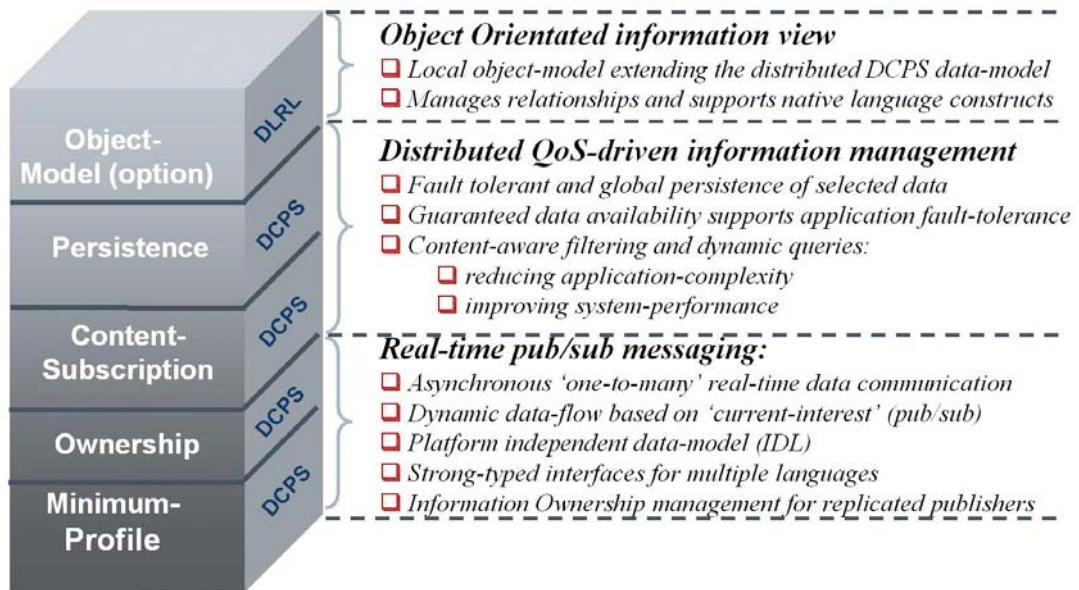 Object-
Model (option)
Persistence
Content-
Subscription
Ownership
Minimum-
Profile
DLRL
DCPS
DCPS
DCPS
DCPS
Object Orientated information view
Local object-model extending the distributed DCPS data-model
Manages relationships and supports native language constructs
Distributed QoS-driven information management
Fault tolerant and global persistence of selected data
Guaranteed data availability supports application fault-tolerance
Content-aware filtering and dynamic queries:
reducing application-complexity
improving system-performance
Real-time pub/sub messaging:
Asynchronous ‘one-to-many’ real-time data communication
Dynamic data-flow based on ‘current-interest’ (pub/sub)
Platform independent data-model (IDL)
Strong-typed interfaces for multiple languages
Information Ownership management for replicated publishers